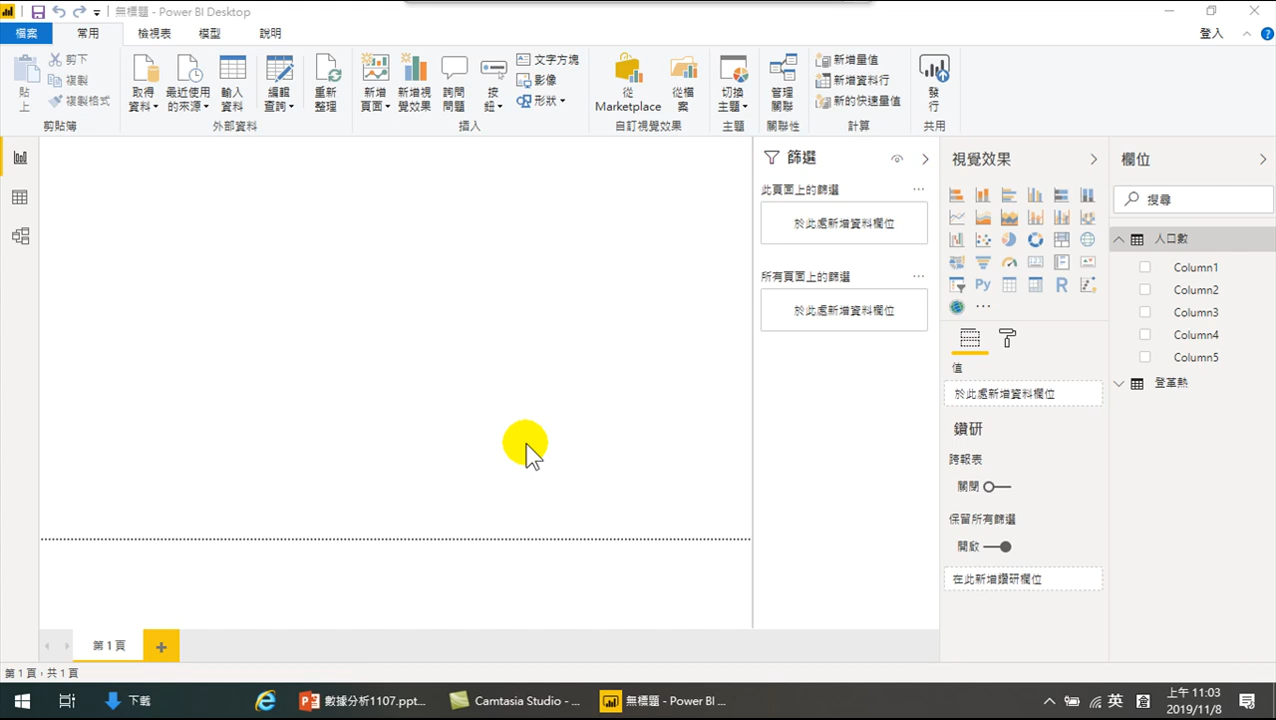 無標題 - Power BI Desktop
檔案 常用 檢視表 模型 說明 登入
貼上
剪下
複製
複製格式
剪貼簿
取得資料
最近使用的來源
輸入資料
編輯查詢
重新整理
外部資料
新增頁面
新增視覺效果
詢問問題
按鈕
文字方塊
影像
形狀
插入
從 Marketplace
從檔案
自訂視覺效果
切換主題
主題
管理關聯
關聯性
新增量值
新增資料行
新的快速量值
計算
發行
共用
篩選
此頁面上的篩選
於此處新增資料欄位
所有頁面上的篩選
於此處新增資料欄位
視覺效果
Py
R
值
於此處新增資料欄位
鑽研
跨報表
關閉
保留所有篩選
開啟
在此新增鑽研欄位
欄位
搜尋
人口數
Column1
Column2
Column3
Column4
Column5
登革熱
第 1 頁
第 1 頁，共 1 頁
下載
數據分析1107.ppt...
Camtasia Studio - ...
無標題 - Power BI ...
英
上午 11:03
2019/11/8